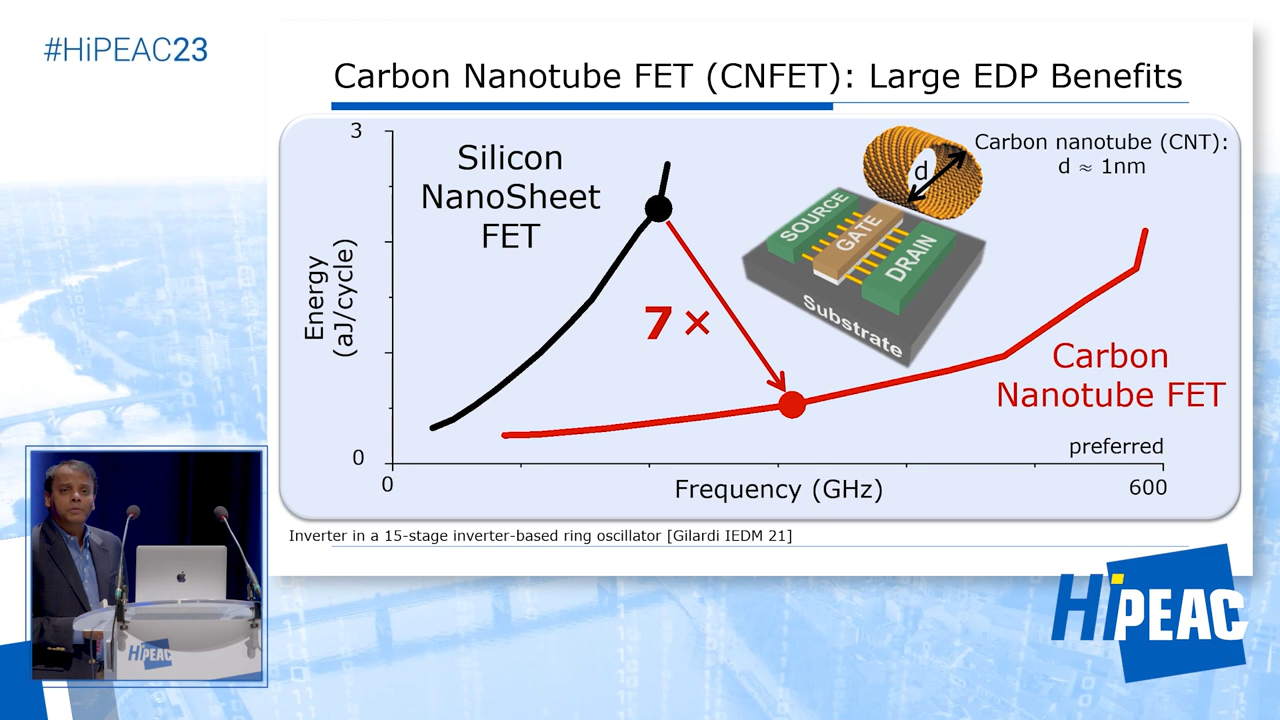 #HiPEAC23
Carbon Nanotube FET (CNFET): Large EDP Benefits
3
Silicon
NanoSheet
FET
Carbon nanotube (CNT):
d ≈ 1nm
d
SOURCE
GATE
DRAIN
Substrate
Energy
(aJ/cycle)
7×
Carbon
Nanotube FET
preferred
0
0
Frequency (GHz)
600
Inverter in a 15-stage inverter-based ring oscillator [Gilardi IEDM 21]
HiPEAC
HiPEAC